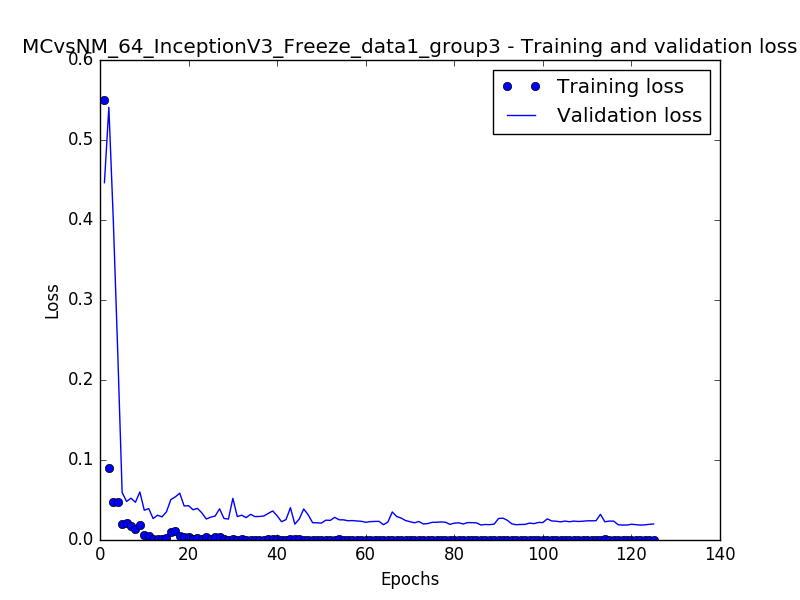 MCvsNM_64_InceptionV3_Freeze_data1_group3 - Training and validation loss
0.6
Training loss
Validation loss
0.5
0.4
0.3
Loss
0.2
0.1
0.0
0 20 40 60 80 100 120 140
Epochs